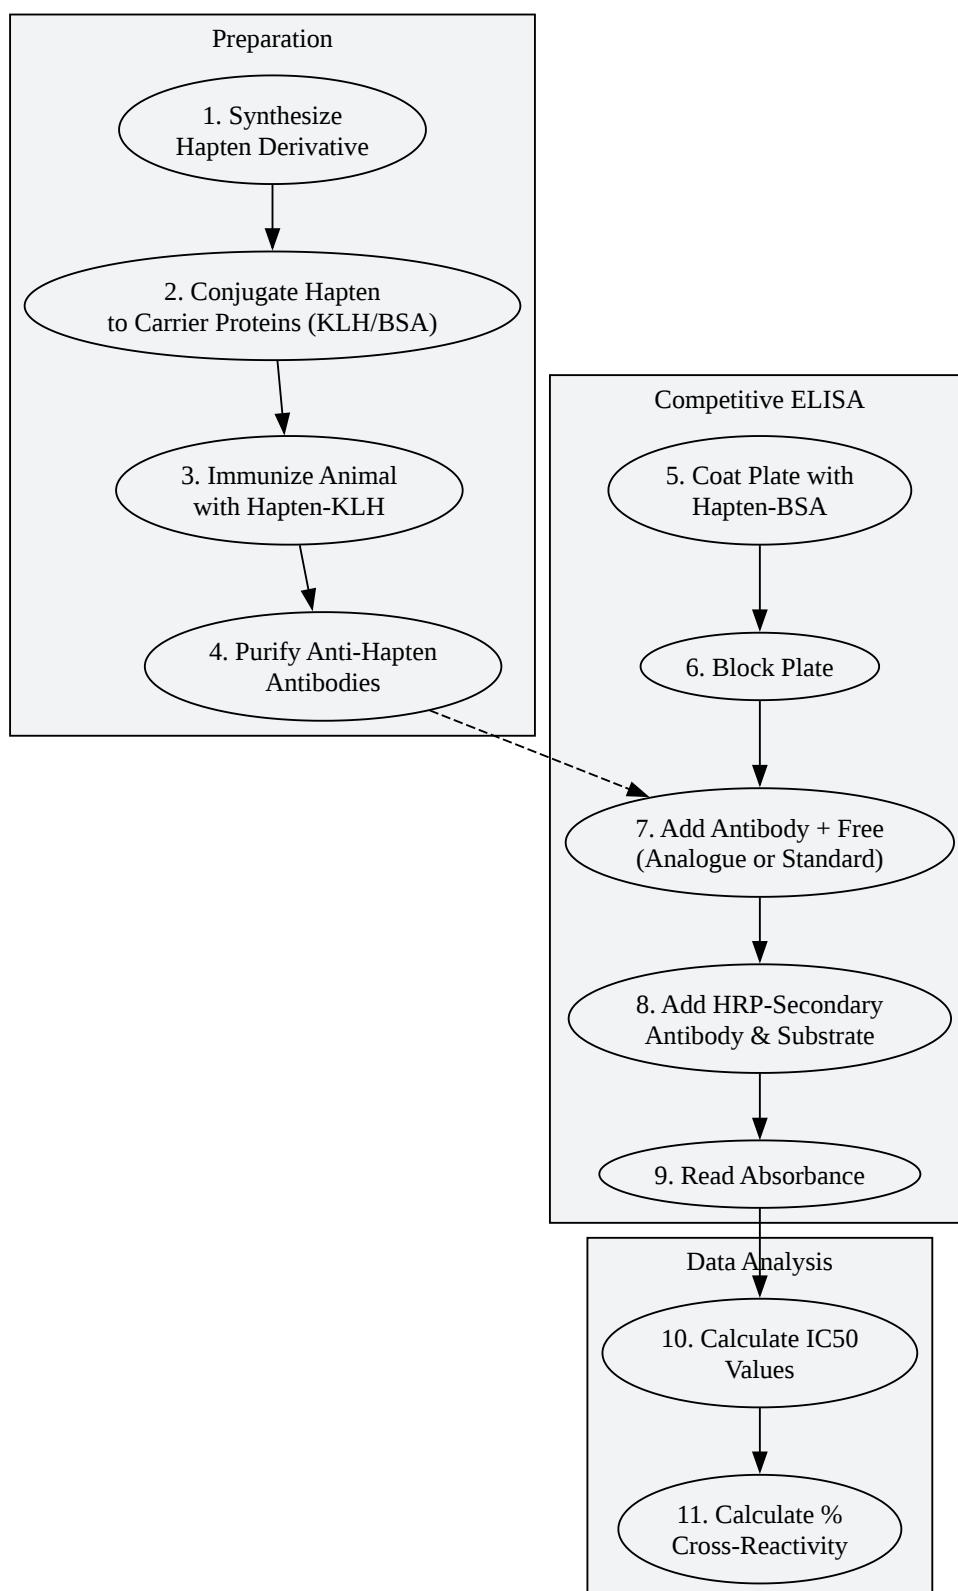 Preparation
1. Synthesize
Hapten Derivative
2. Conjugate Hapten
to Carrier Proteins (KLH/BSA)
3. Immunize Animal
with Hapten-KLH
4. Purify Anti-Hapten
Antibodies
Competitive ELISA
5. Coat Plate with
Hapten-BSA
6. Block Plate
7. Add Antibody + Free
(Analogue or Standard)
8. Add HRP-Secondary
Antibody & Substrate
9. Read Absorbance
Data Analysis
10. Calculate IC50
Values
11. Calculate %
Cross-Reactivity